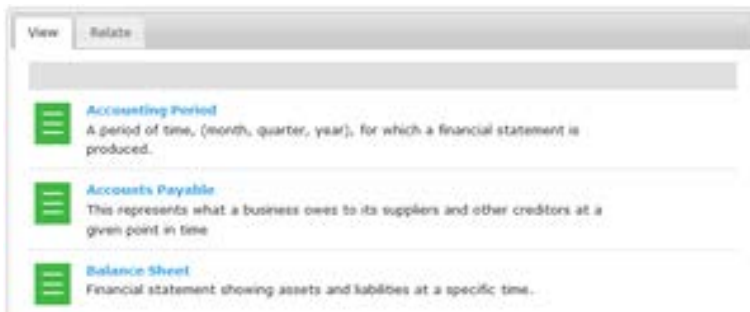 View
Relate
Accounting Period
A period of time, (month, quarter, year), for which a financial statement is
produced.
Accounts Payable
This represents what a business owes to its suppliers and other creditors at a
given point in time
Balance Sheet
Financial statement showing assets and liabilities at a specific time.